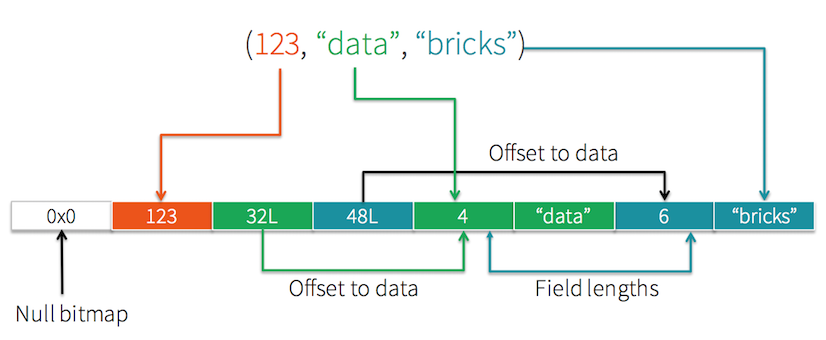 (123, “data”, “bricks”)
Offset to data
0x0 123 32L 48L 4 “data” 6 “bricks”
Offset to data Field lengths
Null bitmap